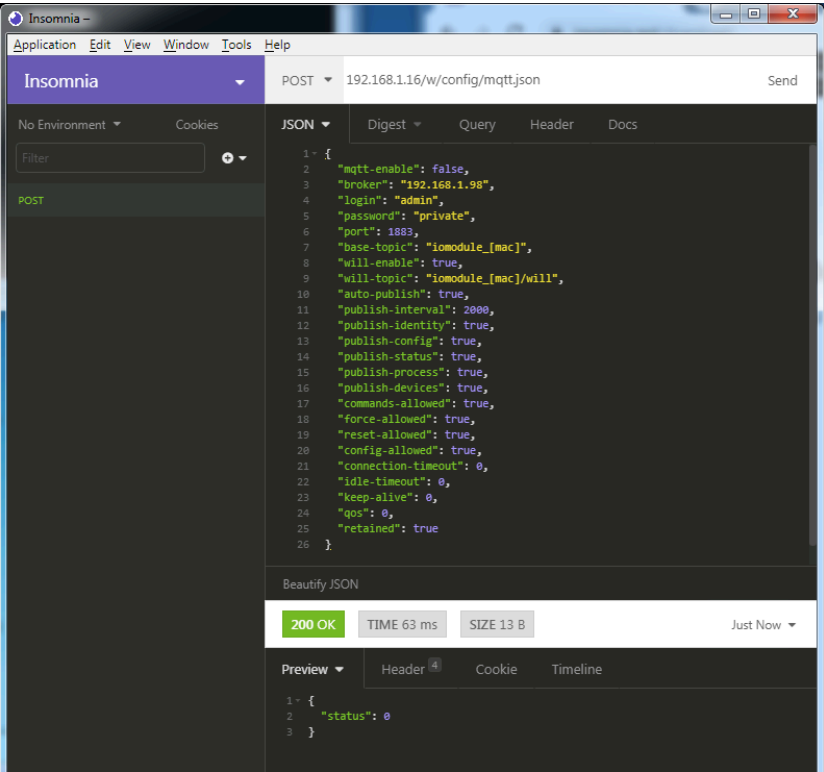 Insomnia –
Application Edit View Window Tools Help
Insomnia
POST 192.168.1.16/w/config/mqtt.json Send
No Environment Cookies
JSON Digest Query Header Docs
Filter
POST
1 {
2 "mqtt-enable": false,
3 "broker": "192.168.1.98",
4 "login": "admin",
5 "password": "private",
6 "port": 1883,
7 "base-topic": "iomodule_[mac]",
8 "will-enable": true,
9 "will-topic": "iomodule_[mac]/will",
10 "auto-publish": true,
11 "publish-interval": 2000,
12 "publish-identity": true,
13 "publish-config": true,
14 "publish-status": true,
15 "publish-process": true,
16 "publish-devices": true,
17 "commands-allowed": true,
18 "force-allowed": true,
19 "reset-allowed": true,
20 "config-allowed": true,
21 "connection-timeout": 0,
22 "idle-timeout": 0,
23 "keep-alive": 0,
24 "qos": 0,
25 "retained": true
26 }
Beautify JSON
200 OK TIME 63 ms SIZE 13 B Just Now
Preview Header 4 Cookie Timeline
1 {
2 "status": 0
3 }